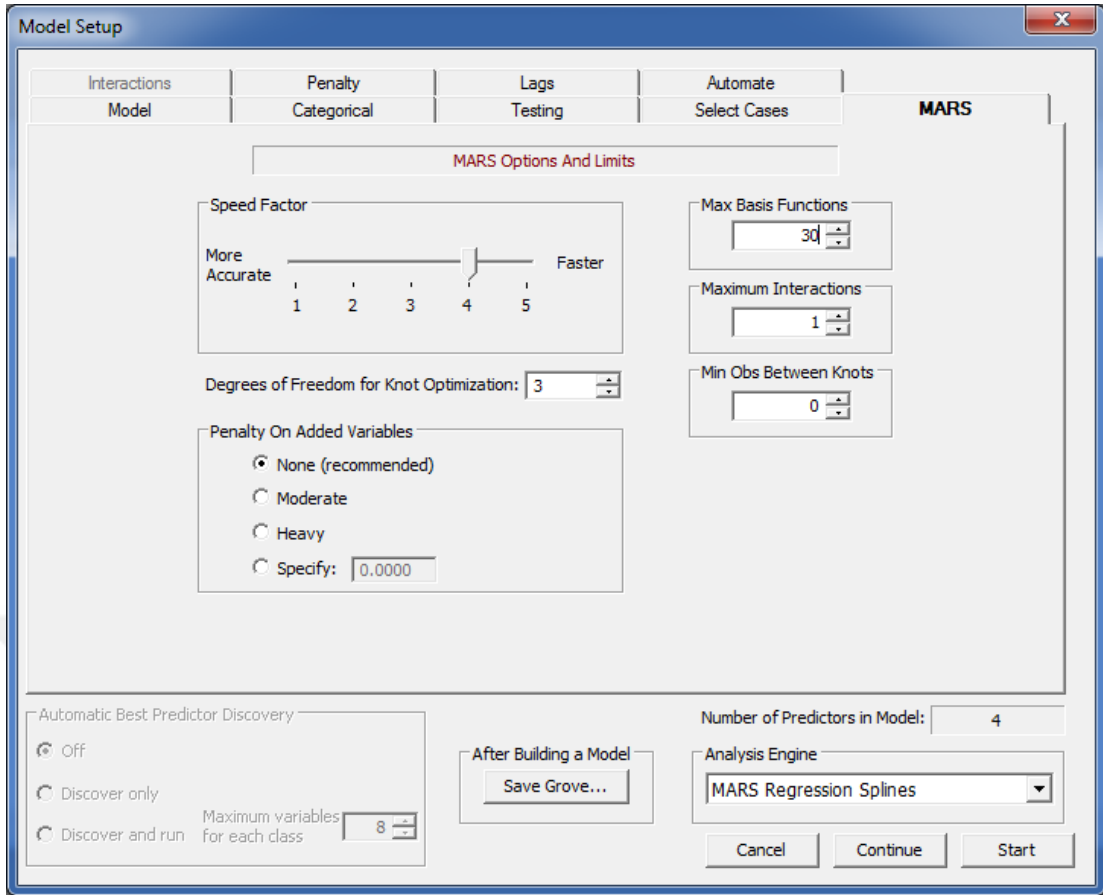 Model Setup
Interactions Penalty Lags Automate
Model Categorical Testing Select Cases MARS
MARS Options And Limits
Speed Factor
More
Accurate
Faster
1 2 3 4 5
Max Basis Functions
30
Maximum Interactions
1
Min Obs Between Knots
0
Degrees of Freedom for Knot Optimization: 3
Penalty On Added Variables
None (recommended)
Moderate
Heavy
Specify: 0.0000
Automatic Best Predictor Discovery
Off
Discover only
Discover and run
Maximum variables
for each class
8
After Building a Model
Save Grove...
Number of Predictors in Model: 4
Analysis Engine
MARS Regression Splines
Cancel Continue Start